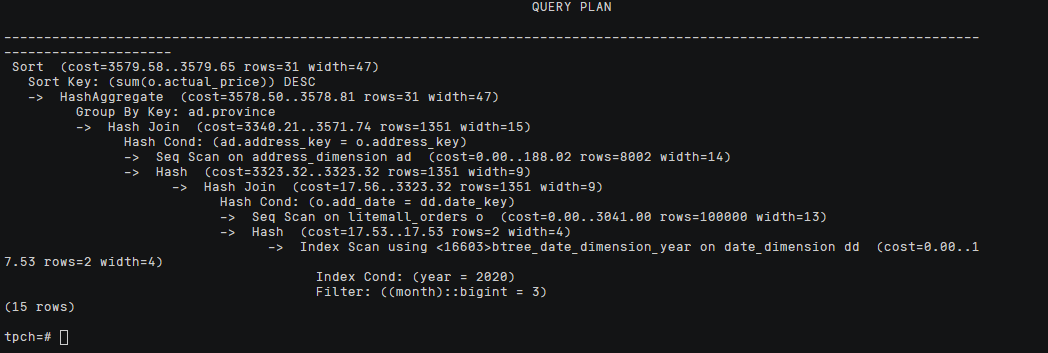 QUERY PLAN
--------------------------------------------------------------------------------------------------------------------------
---------------------
Sort  (cost=3579.58..3579.65 rows=31 width=47)
  Sort Key: (sum(o.actual_price)) DESC
  ->  HashAggregate  (cost=3578.50..3578.81 rows=31 width=47)
        Group By Key: ad.province
        ->  Hash Join  (cost=3340.21..3571.74 rows=1351 width=15)
              Hash Cond: (ad.address_key = o.address_key)
              ->  Seq Scan on address_dimension ad  (cost=0.00..188.02 rows=8002 width=14)
              ->  Hash  (cost=3323.32..3323.32 rows=1351 width=9)
                    ->  Hash Join  (cost=17.56..3323.32 rows=1351 width=9)
                          Hash Cond: (o.add_date = dd.date_key)
                          ->  Seq Scan on litemall_orders o  (cost=0.00..3041.00 rows=100000 width=13)
                          ->  Hash  (cost=17.53..17.53 rows=2 width=4)
                                ->  Index Scan using <16603>btree_date_dimension_year on date_dimension dd  (cost=0.00..1
7.53 rows=2 width=4)
                                      Index Cond: (year = 2020)
                                      Filter: ((month)::bigint = 3)
(15 rows)
tpch=#